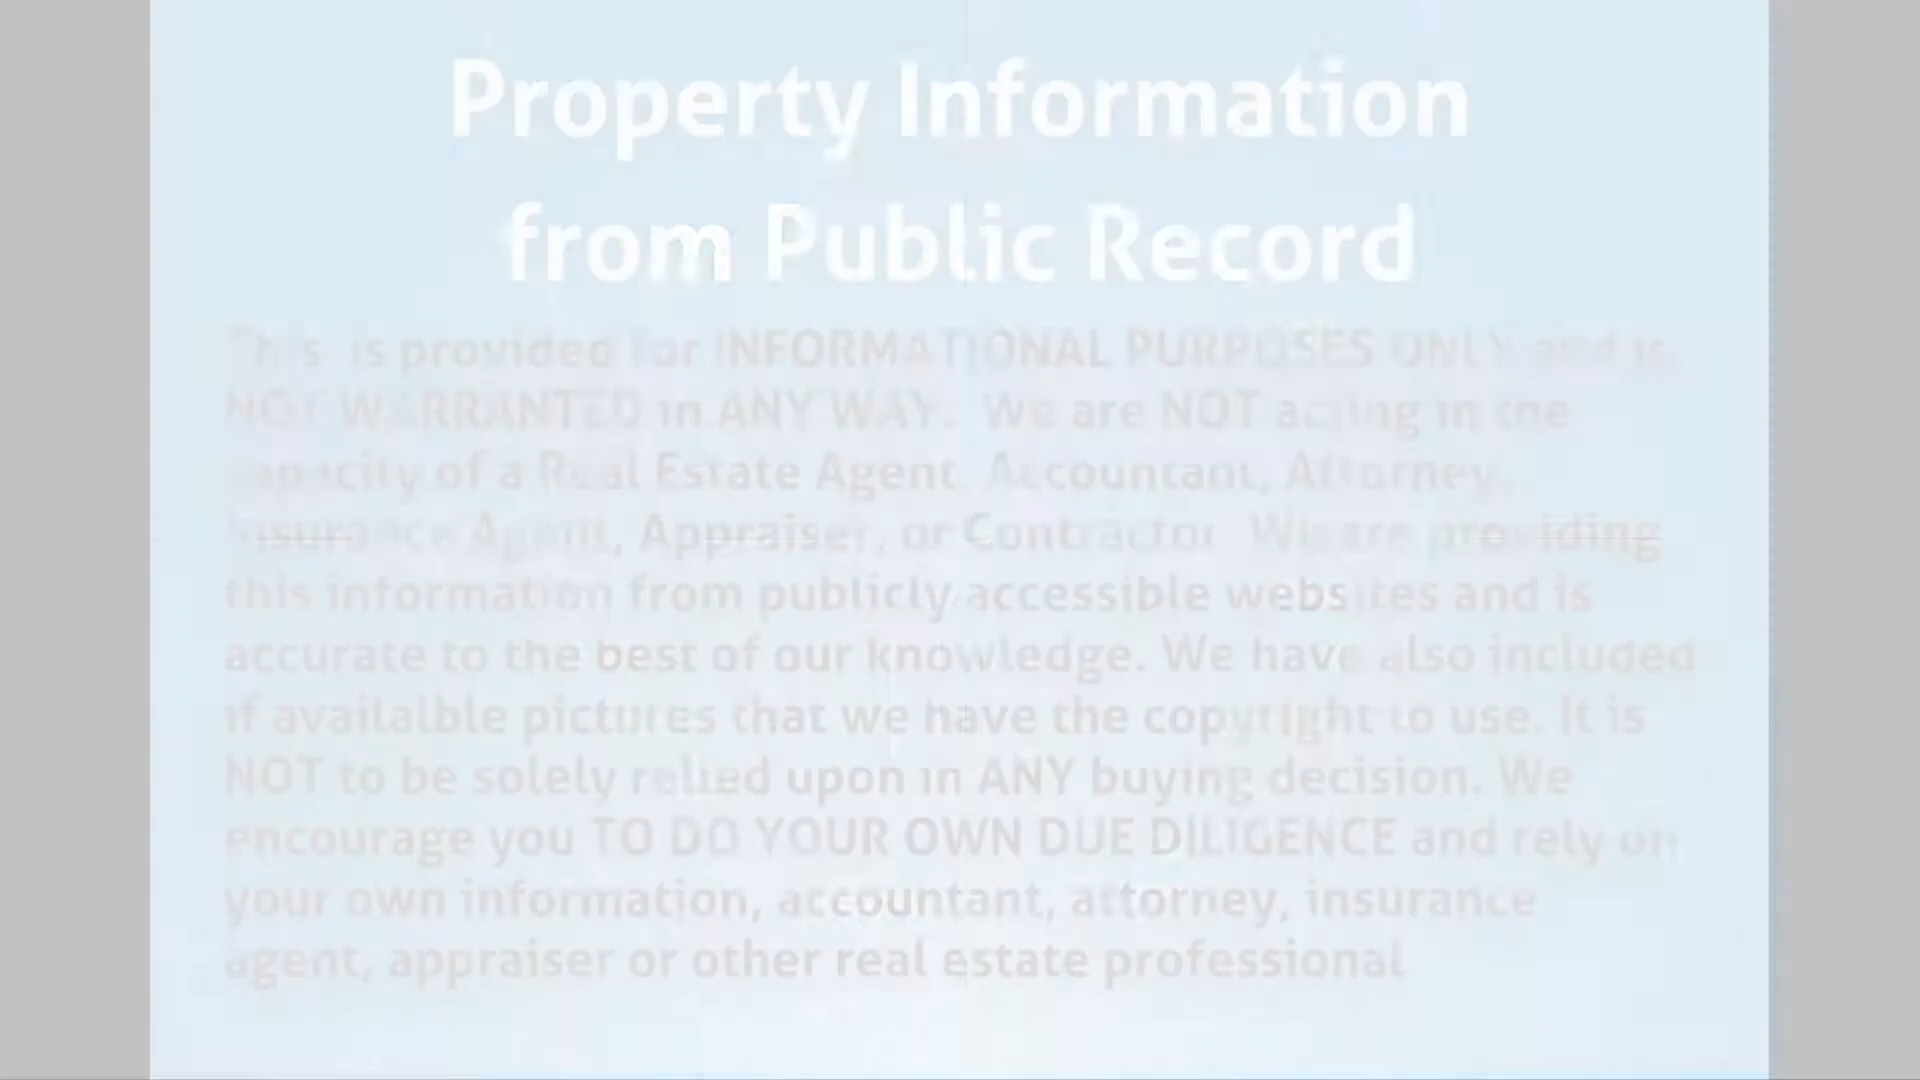 Property Information
from Public Record
This is provided for INFORMATIONAL PURPOSES ONLY and is
NOT WARRANTED in ANY WAY. We are NOT acting in the
capacity of a Real Estate Agent, Accountant, Attorney,
Insurance Agent, Appraiser, or Contractor. We are providing
this information from publicly accessible websites and is
accurate to the best of our knowledge. We have also included
if availalble pictures that we have the copyright to use. It is
NOT to be solely relied upon in ANY buying decision. We
encourage you TO DO YOUR OWN DUE DILIGENCE and rely on
your own information, accountant, attorney, insurance
agent, appraiser or other real estate professional